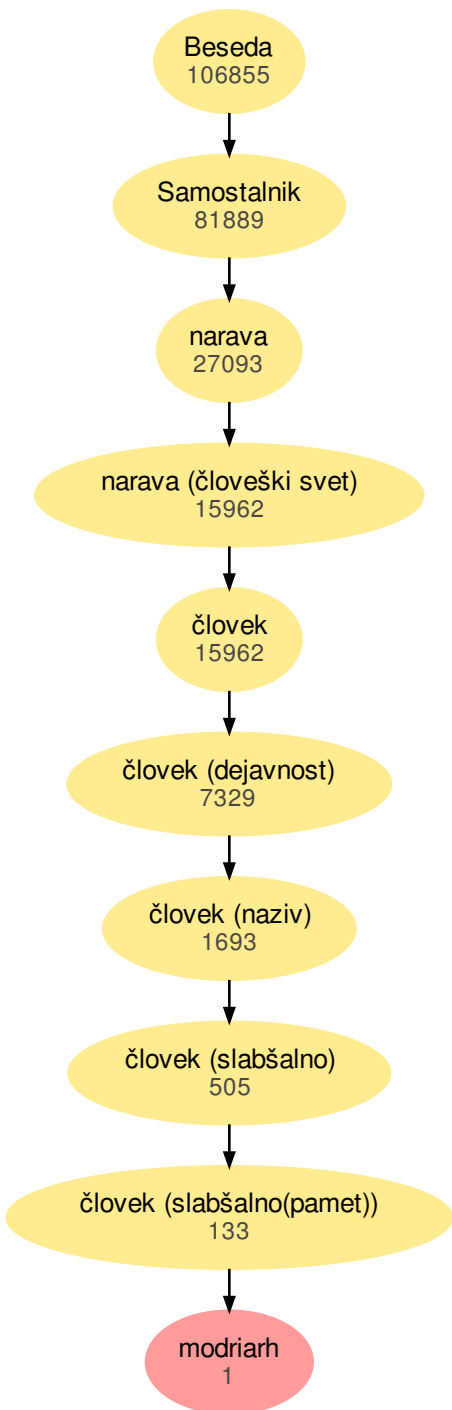 Beseda
106855
Samostalnik
81889
narava
27093
narava (človeški svet)
15962
človek
15962
človek (dejavnost)
7329
človek (naziv)
1693
človek (slabšalno)
505
človek (slabšalno(pamet))
133
modriarh
1